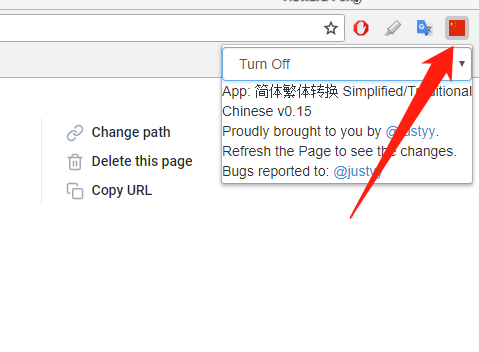 Turn Off
App: 简体繁体转换 Simplified/Traditional
Chinese v0.15
Proudly brought to you by @justyy.
Refresh the Page to see the changes.
Bugs reported to: @justyy
Change path
Delete this page
Copy URL